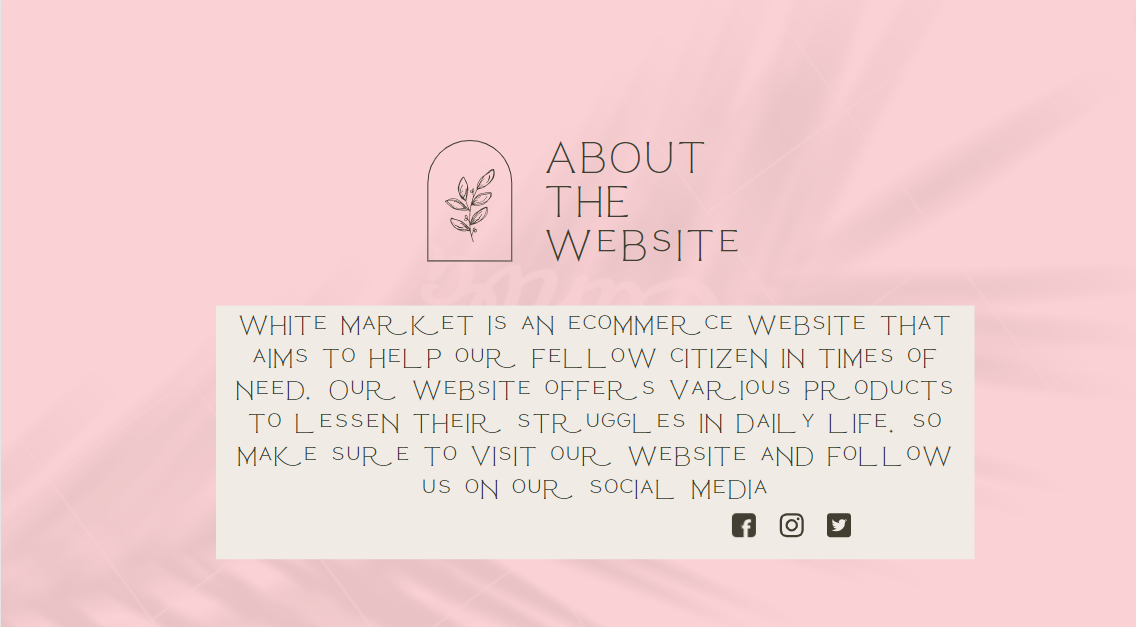 ABOUT
THE
WEBSITE
WHITE MARKET IS AN ECOMMERCE WEBSITE THAT
AIMS TO HELP OUR FELLOW CITIZEN IN TIMES OF
NEED. OUR WEBSITE OFFERS VARIOUS PRODUCTS
TO LESSEN THEIR STRUGGLES IN DAILY LIFE, SO
MAKE SURE TO VISIT OUR WEBSITE AND FOLLOW
US ON OUR SOCIAL MEDIA